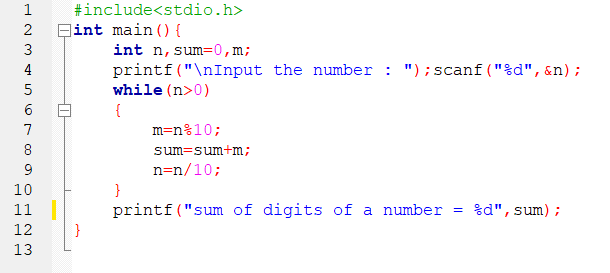 1 #include<stdio.h>
2 int main(){
3     int n,sum=0,m;
4     printf("\nInput the number : ");scanf("%d",&n);
5     while(n>0)
6     {
7         m=n%10;
8         sum=sum+m;
9         n=n/10;
10     }
11     printf("sum of digits of a number = %d",sum);
12 }
13